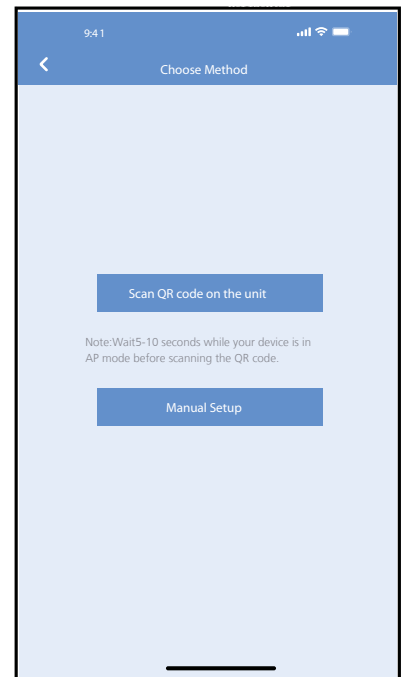 9:41
Choose Method
Scan QR code on the unit
Note:Wait5-10 seconds while your device is in
AP mode before scanning the QR code.
Manual Setup